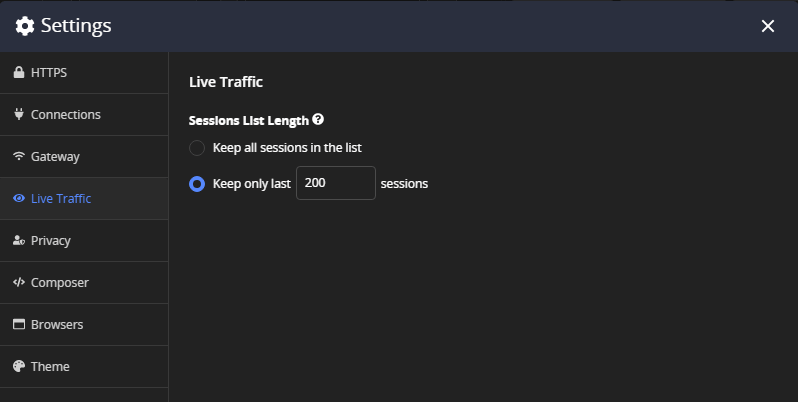 Settings
HTTPS
Connections
Gateway
Live Traffic
Privacy
Composer
Browsers
Theme
Live Traffic
Sessions List Length
Keep all sessions in the list
Keep only last 200 sessions